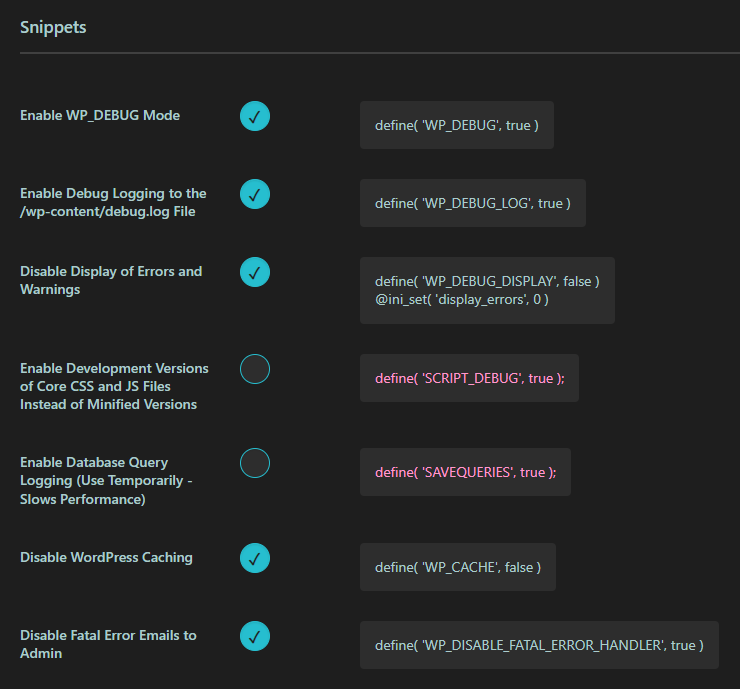 Snippets
Enable WP_DEBUG Mode
define( 'WP_DEBUG', true )
Enable Debug Logging to the
/wp-content/debug.log File
define( 'WP_DEBUG_LOG', true )
Disable Display of Errors and
Warnings
define( 'WP_DEBUG_DISPLAY', false )
@ini_set( 'display_errors', 0 )
Enable Development Versions
of Core CSS and JS Files
Instead of Minified Versions
define( 'SCRIPT_DEBUG', true );
Enable Database Query
Logging (Use Temporarily -
Slows Performance)
define( 'SAVEQUERIES', true );
Disable WordPress Caching
define( 'WP_CACHE', false )
Disable Fatal Error Emails to
Admin
define( 'WP_DISABLE_FATAL_ERROR_HANDLER', true )